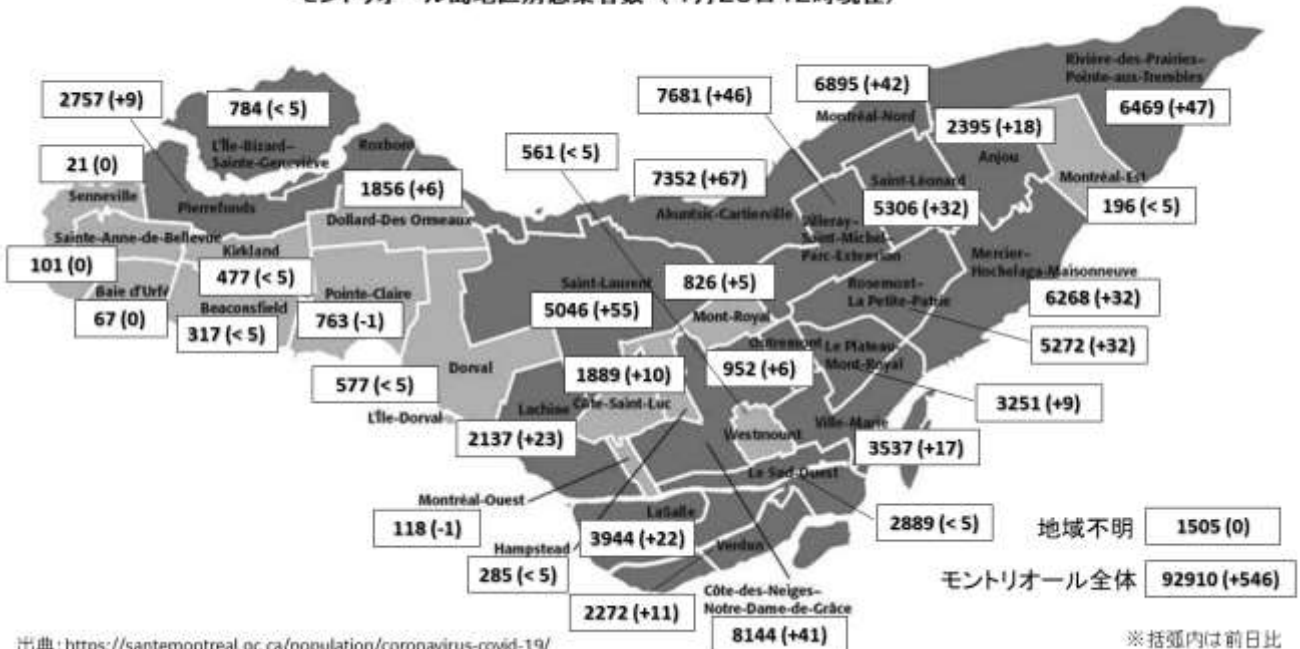 6895 (+42)
Rivière-des-Prairies–
Pointe-aux-Trembles
6469 (+47)
2757 (+9)
784 (< 5)
7681 (+46)
Montréal-Nord
2395 (+18)
Anjou
L'Île-Bizard–
Sainte-Geneviève
Roxboro
561 (< 5)
21 (0)
Senneville
Pierrefonds
1856 (+6)
Dollard-Des Ormeaux
7352 (+67)
Ahuntsic-Cartierville
Saint-Léonard
5306 (+32)
Montréal-Est
196 (< 5)
Villeray–
Saint-Michel–
Parc-Extension
Sainte-Anne-de-Bellevue
101 (0)
Kirkland
477 (< 5)
Mercier–
Hochelaga-Maisonneuve
6268 (+32)
Baie d'Urfé
67 (0)
Beaconsfield
317 (< 5)
Pointe-Claire
763 (-1)
Saint-Laurent
5046 (+55)
826 (+5)
Mont-Royal
Rosemont–
La Petite-Patrie
5272 (+32)
Outremont
952 (+6)
Le Plateau-
Mont-Royal
3251 (+9)
577 (< 5)
Dorval
L'Île-Dorval
1889 (+10)
Côte-Saint-Luc
Lachine
2137 (+23)
Westmount
Ville-Marie
3537 (+17)
Le Sud-Ouest
2889 (< 5)
Montréal-Ouest
118 (-1)
LaSalle
3944 (+22)
Hampstead
285 (< 5)
Verdun
2272 (+11)
Côte-des-Neiges–
Notre-Dame-de-Grâce
8144 (+41)
地域不明 1505 (0)
モントリオール全体 92910 (+546)
出典: https://santemontreal.qc.ca/population/coronavirus-covid-19/
※括弧内は前日比